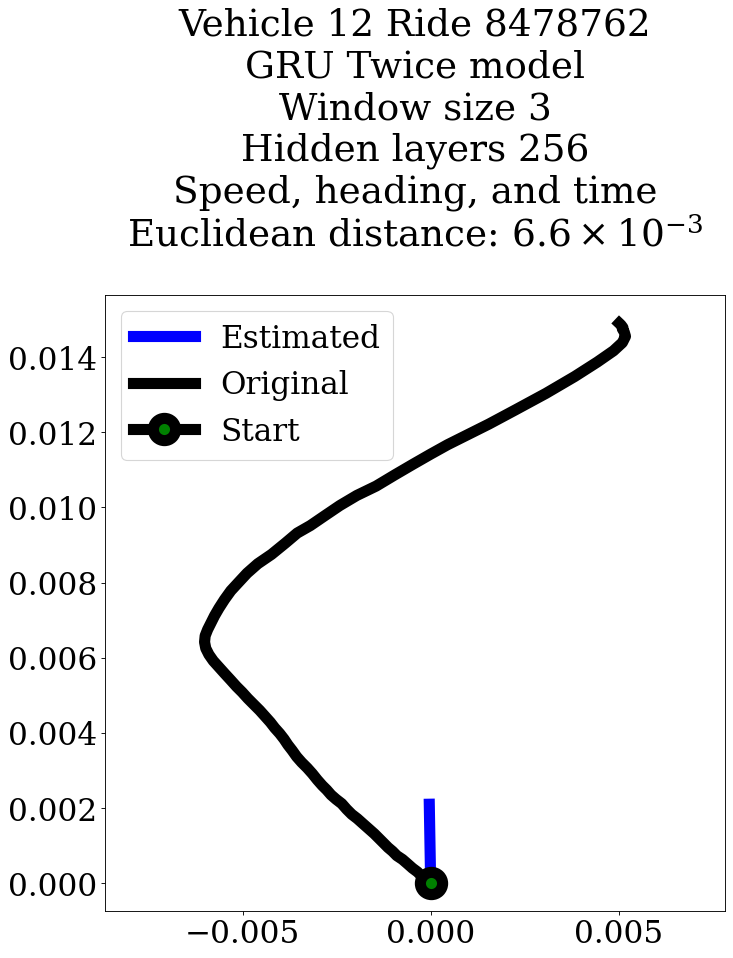 Vehicle 12 Ride 8478762
GRU Twice model
Window size 3
Hidden layers 256
Speed, heading, and time
Euclidean distance: 6.6 × 10⁻³
Estimated
Original
Start
0.014
0.012
0.010
0.008
0.006
0.004
0.002
0.000
−0.005 0.000 0.005